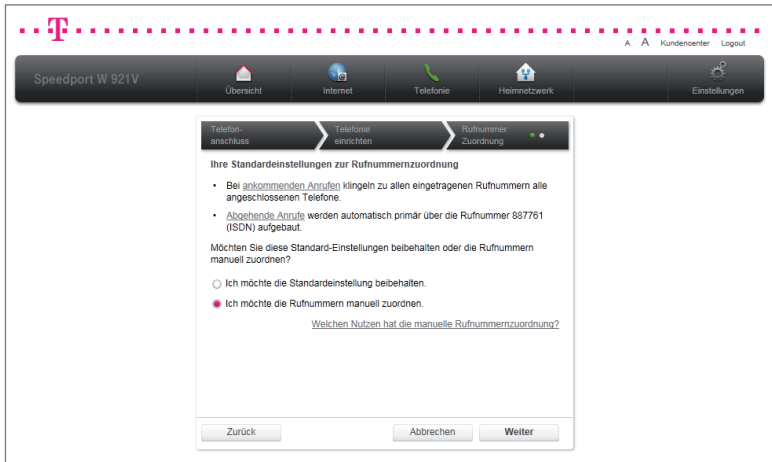 T
A A Kundencenter Logout
Speedport W 921V
Übersicht
Internet
Telefonie
Heimnetzwerk
Einstellungen
Telefon-
anschluss
Telefonie
einrichten
Rufnummer
Zuordnung
Ihre Standardeinstellungen zur Rufnummernzuordnung
• Bei ankommenden Anrufen klingeln zu allen eingetragenen Rufnummern alle
angeschlossenen Telefone.
• Abgehende Anrufe werden automatisch primär über die Rufnummer 887761
(ISDN) aufgebaut.
Möchten Sie diese Standard-Einstellungen beibehalten oder die Rufnummern
manuell zuordnen?
Ich möchte die Standardeinstellung beibehalten.
Ich möchte die Rufnummern manuell zuordnen.
Welchen Nutzen hat die manuelle Rufnummernzuordnung?
Zurück
Abbrechen
Weiter